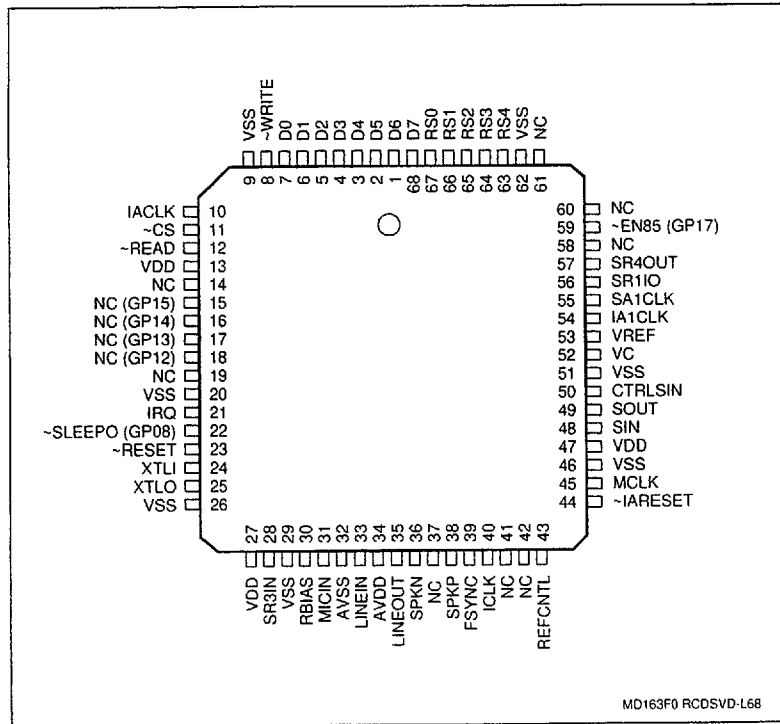 VSS
~WRITE
D0
D1
D2
D3
D4
D5
D6
D7
RS0
RS1
RS2
RS3
RS4
VSS
NC
9 8 7 6 5 4 3 2 1 68 67 66 65 64 63 62 61
IACLK 10
~CS 11
~READ 12
VDD 13
NC 14
NC (GP15) 15
NC (GP14) 16
NC (GP13) 17
NC (GP12) 18
NC 19
VSS 20
IRQ 21
~SLEEPO (GP08) 22
~RESET 23
XTLI 24
XTLO 25
VSS 26
60 NC
59 ~EN85 (GP17)
58 NC
57 SR4OUT
56 SR1IO
55 SA1CLK
54 IA1CLK
53 VREF
52 VC
51 VSS
50 CTRLSIN
49 SOUT
48 SIN
47 VDD
46 VSS
45 MCLK
44 ~IARESET
27 28 29 30 31 32 33 34 35 36 37 38 39 40 41 42 43
VDD
SR3IN
VSS
RBIAS
MICIN
AVSS
LINEIN
AVDD
LINEOUT
SPKN
NC
SPKP
FSYNC
ICLK
NC
NC
REFCNTL
MD163F0 RCDSVD-L68